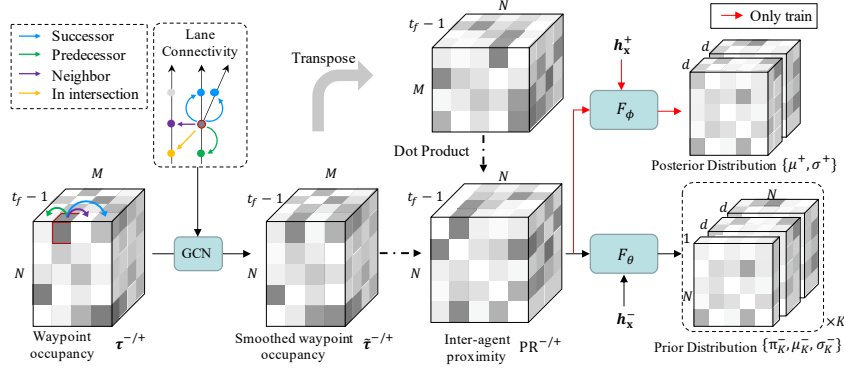 Successor
Predecessor
Neighbor
In intersection
Lane
Connectivity
Transpose
t_f − 1
N
M
Dot Product
Only train
h_x^+
F_ϕ
d
d
Posterior Distribution {μ^+, σ^+}
t_f − 1
M
N
GCN
t_f − 1
M
N
t_f − 1
N
N
F_θ
h_x^-
N
d
d
1
N
×K
Waypoint
occupancy τ^{-/+}
Smoothed waypoint
occupancy τ̃^{-/+}
Inter-agent
proximity PR^{-/+}
Prior Distribution {π_K^-, μ_K^-, σ_K^-}